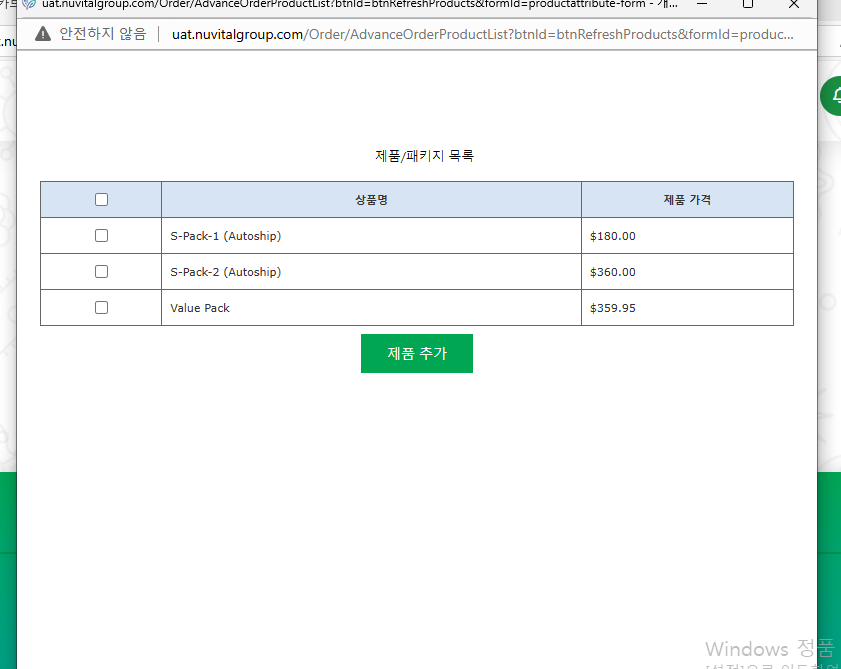 uat.nuvitalgroup.com/Order/AdvanceOrderProductList?btnId=btnRefreshProducts&formId=productattribute-form - 개...
안전하지 않음 | uat.nuvitalgroup.com/Order/AdvanceOrderProductList?btnId=btnRefreshProducts&formId=produc...
제품/패키지 목록
상품명 제품 가격
S-Pack-1 (Autoship) $180.00
S-Pack-2 (Autoship) $360.00
Value Pack $359.95
제품 추가
Windows 정품